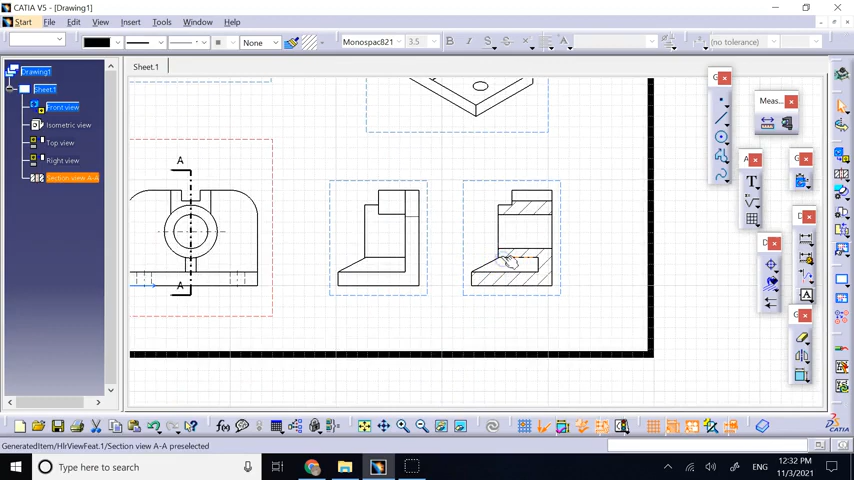 CATIA V5 - [Drawing1]
Start File Edit View Insert Tools Window Help
None Monospac821 3.5 B I S (no tolerance)
Sheet.1
Drawing1
Sheet.1
Front view
Isometric view
Top view
Right view
Section view A-A
A
A
G...
Meas...
A...
G...
D...
D...
G...
CATIA
GeneratedItem/HlrViewFeat.1/Section view A-A preselected
Type here to search
ENG
12:32 PM
11/3/2021